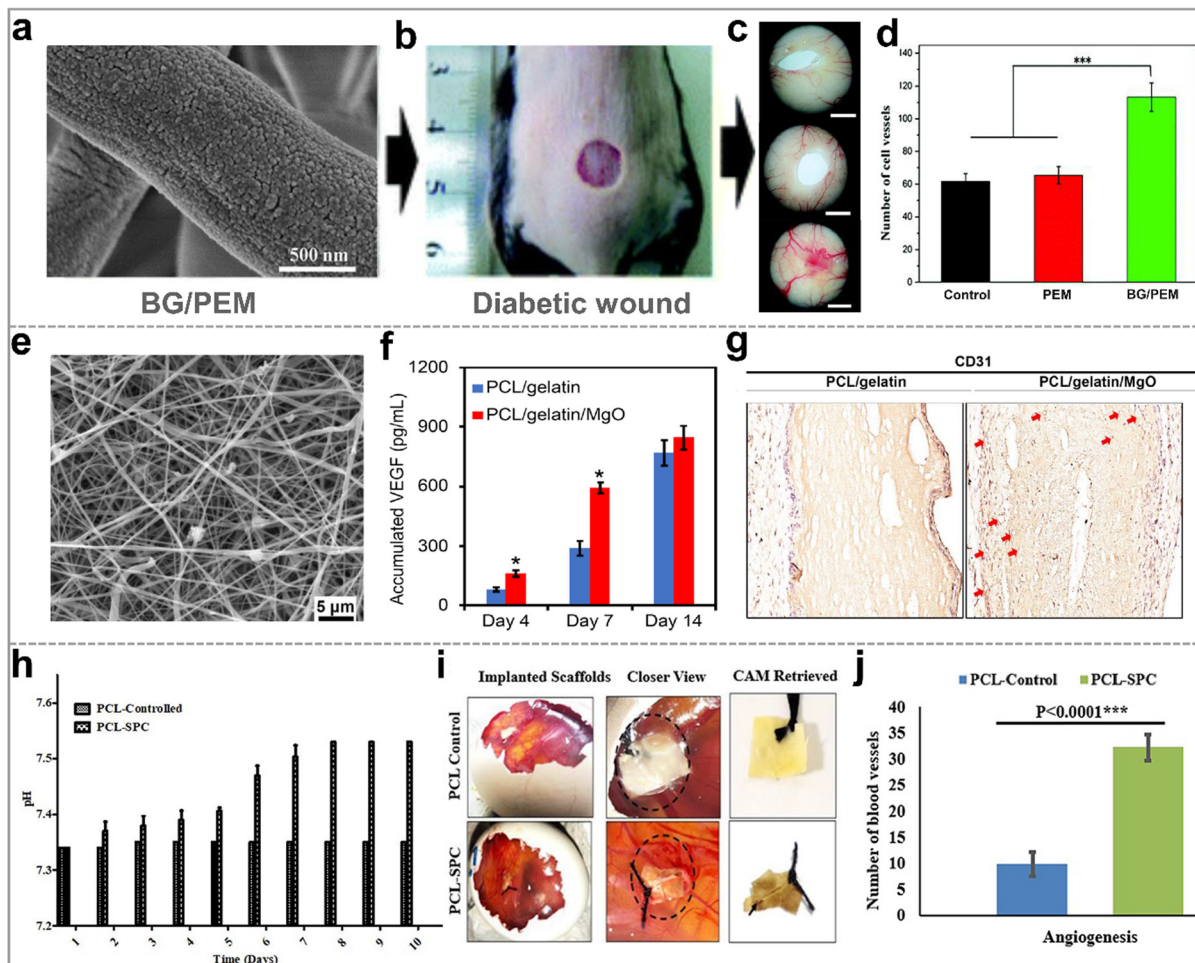 a
500 nm
BG/PEM
b
3
4
5
6
Diabetic wound
c
d
Number of cell vessels
140
120
100
80
60
40
20
0
***
Control PEM BG/PEM
e
5 μm
f
Accumulated VEGF (pg/mL)
1200
900
600
300
0
PCL/gelatin
PCL/gelatin/MgO
*
*
Day 4 Day 7 Day 14
g
CD31
PCL/gelatin PCL/gelatin/MgO
h
pH
7.6
7.5
7.4
7.3
7.2
PCL-Controlled
PCL-SPC
1 2 3 4 5 6 7 8 9 10
Time (Days)
i
Implanted Scaffolds Closer View CAM Retrieved
PCL Control
PCL-SPC
j
PCL-Control PCL-SPC
Number of blood vessels
40
35
30
25
20
15
10
5
0
P<0.0001***
Angiogenesis